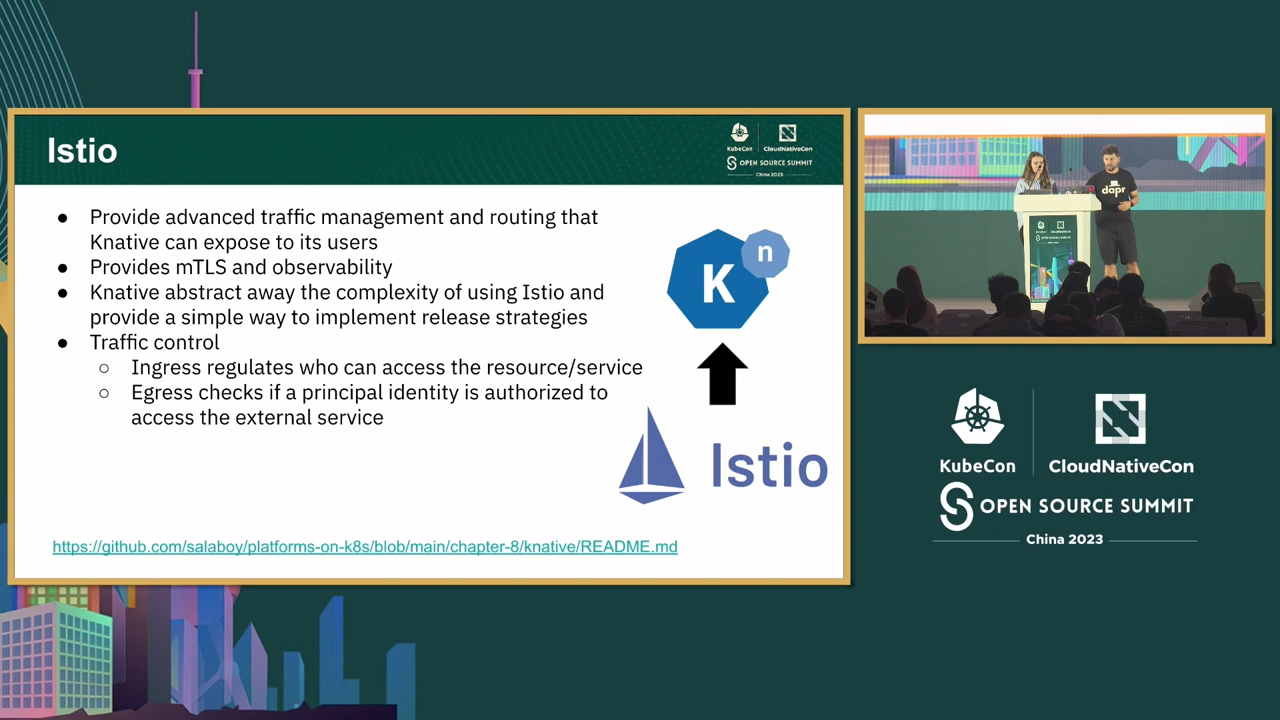 Istio
KubeCon
CloudNativeCon
OPEN SOURCE SUMMIT
China 2023
● Provide advanced traffic management and routing that
Knative can expose to its users
● Provides mTLS and observability
● Knative abstract away the complexity of using Istio and
provide a simple way to implement release strategies
● Traffic control
○ Ingress regulates who can access the resource/service
○ Egress checks if a principal identity is authorized to
access the external service
K n
Istio
https://github.com/salaboy/platforms-on-k8s/blob/main/chapter-8/knative/README.md
dapr
KubeCon
CloudNativeCon
OPEN SOURCE SUMMIT
China 2023